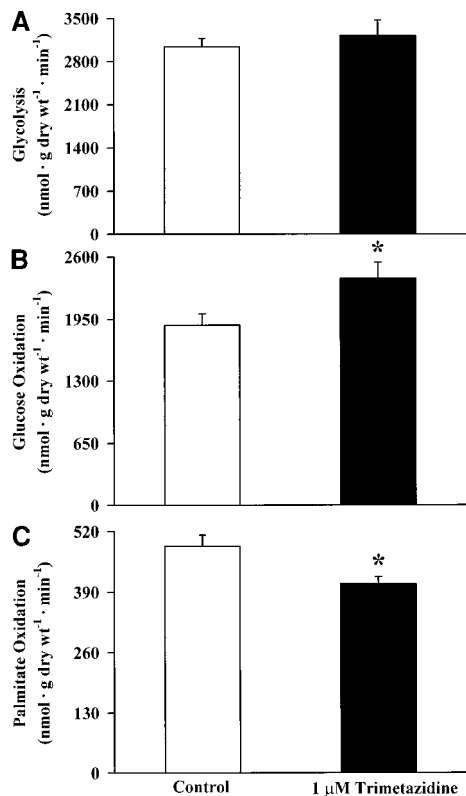 A
Glycolysis
(nmol · g dry wt⁻¹ · min⁻¹)
3500
2800
2100
1400
700
0
B
Glucose Oxidation
(nmol · g dry wt⁻¹ · min⁻¹)
2600
1950
1300
650
0
*
C
Palmitate Oxidation
(nmol · g dry wt⁻¹ · min⁻¹)
520
390
260
130
0
*
Control
1 µM Trimetazidine